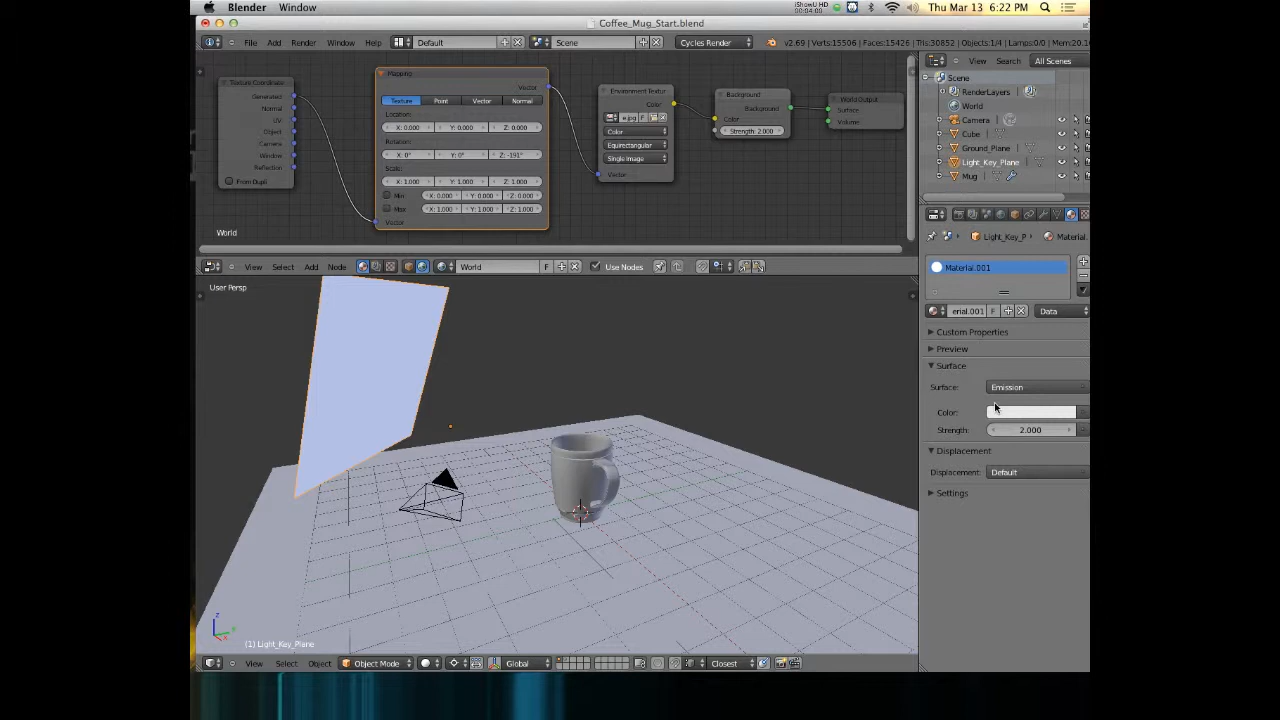 Blender Window
iShowU HD
00:04:09
Thu Mar 13 6:22 PM
Coffee_Mug_Start.blend
File Add Render Window Help Default Scene Cycles Render v2.69 | Verts:15506 | Faces:15426 | Tris:30852 | Objects:1/4 | Lamps:0/0 | Mem:20.1
View Search All Scenes
Scene
RenderLayers
World
Camera
Cube
Ground_Plane
Light_Key_Plane
Mug
Texture Coordinate
Generated
Normal
UV
Object
Camera
Window
Reflection
From Dupli
Mapping
Vector
Texture Point Vector Normal
Location:
X: 0.000 Y: 0.000 Z: 0.000
Rotation:
X: 0° Y: 0° Z: -191°
Scale:
X: 1.000 Y: 1.000 Z: 1.000
Min X: 0.000 Y: 0.000 Z: 0.000
Max X: 1.000 Y: 1.000 Z: 1.000
Vector
Environment Textur
Color
e.jpg F
Color
Equirectangular
Single Image
Vector
Background
Background
Color
Strength: 2.000
World Output
Surface
Volume
World
View Select Add Node World F Use Nodes
Light_Key_P Material.
Material.001
erial.001 F Data
Custom Properties
Preview
Surface
Surface: Emission
Color:
Strength: 2.000
Displacement
Displacement: Default
Settings
User Persp
(1) Light_Key_Plane
View Select Object Object Mode Global Closest